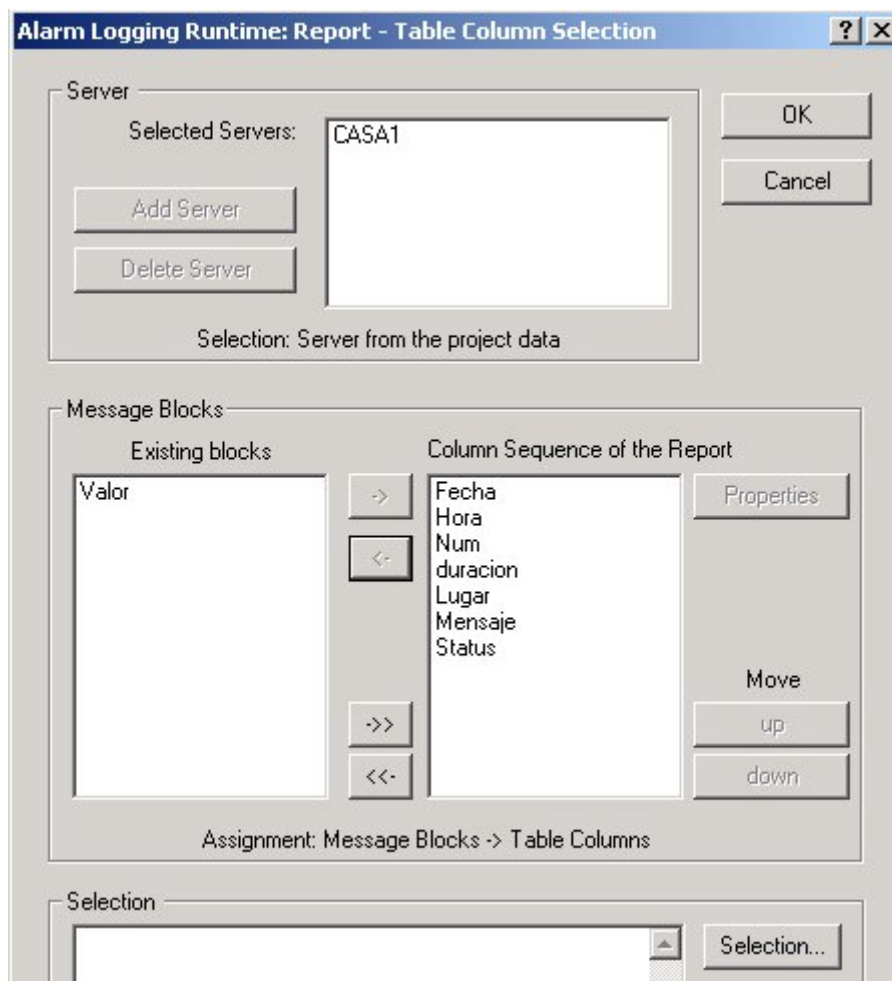 Alarm Logging Runtime: Report - Table Column Selection
Server
Selected Servers:
CASA1
OK
Cancel
Add Server
Delete Server
Selection: Server from the project data
Message Blocks
Existing blocks
Column Sequence of the Report
Valor
->
<-
->>
<<-
Fecha
Hora
Num
duracion
Lugar
Mensaje
Status
Properties
Move
up
down
Assignment: Message Blocks -> Table Columns
Selection
Selection...